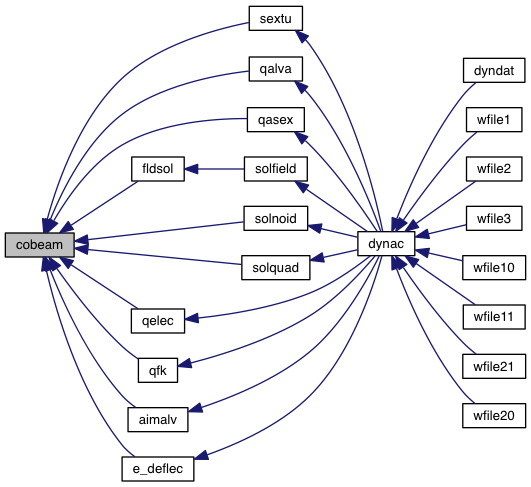 sextu
qalva
qasex
fldsol
solfield
solnoid
cobeam
solquad
dynac
qelec
qfk
aimalv
e_deflec
dyndat
wfile1
wfile2
wfile3
wfile10
wfile11
wfile21
wfile20